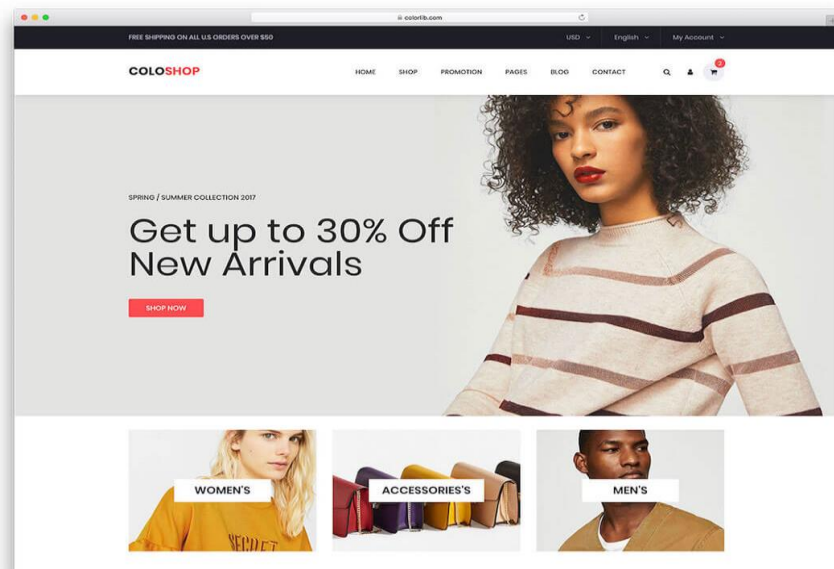 colorlib.com
FREE SHIPPING ON ALL U.S ORDERS OVER $50
USD English My Account
COLOSHOP
HOME SHOP PROMOTION PAGES BLOG CONTACT
2
SPRING / SUMMER COLLECTION 2017
Get up to 30% Off
New Arrivals
SHOP NOW
WOMEN'S ACCESSORIES'S MEN'S
SECRET